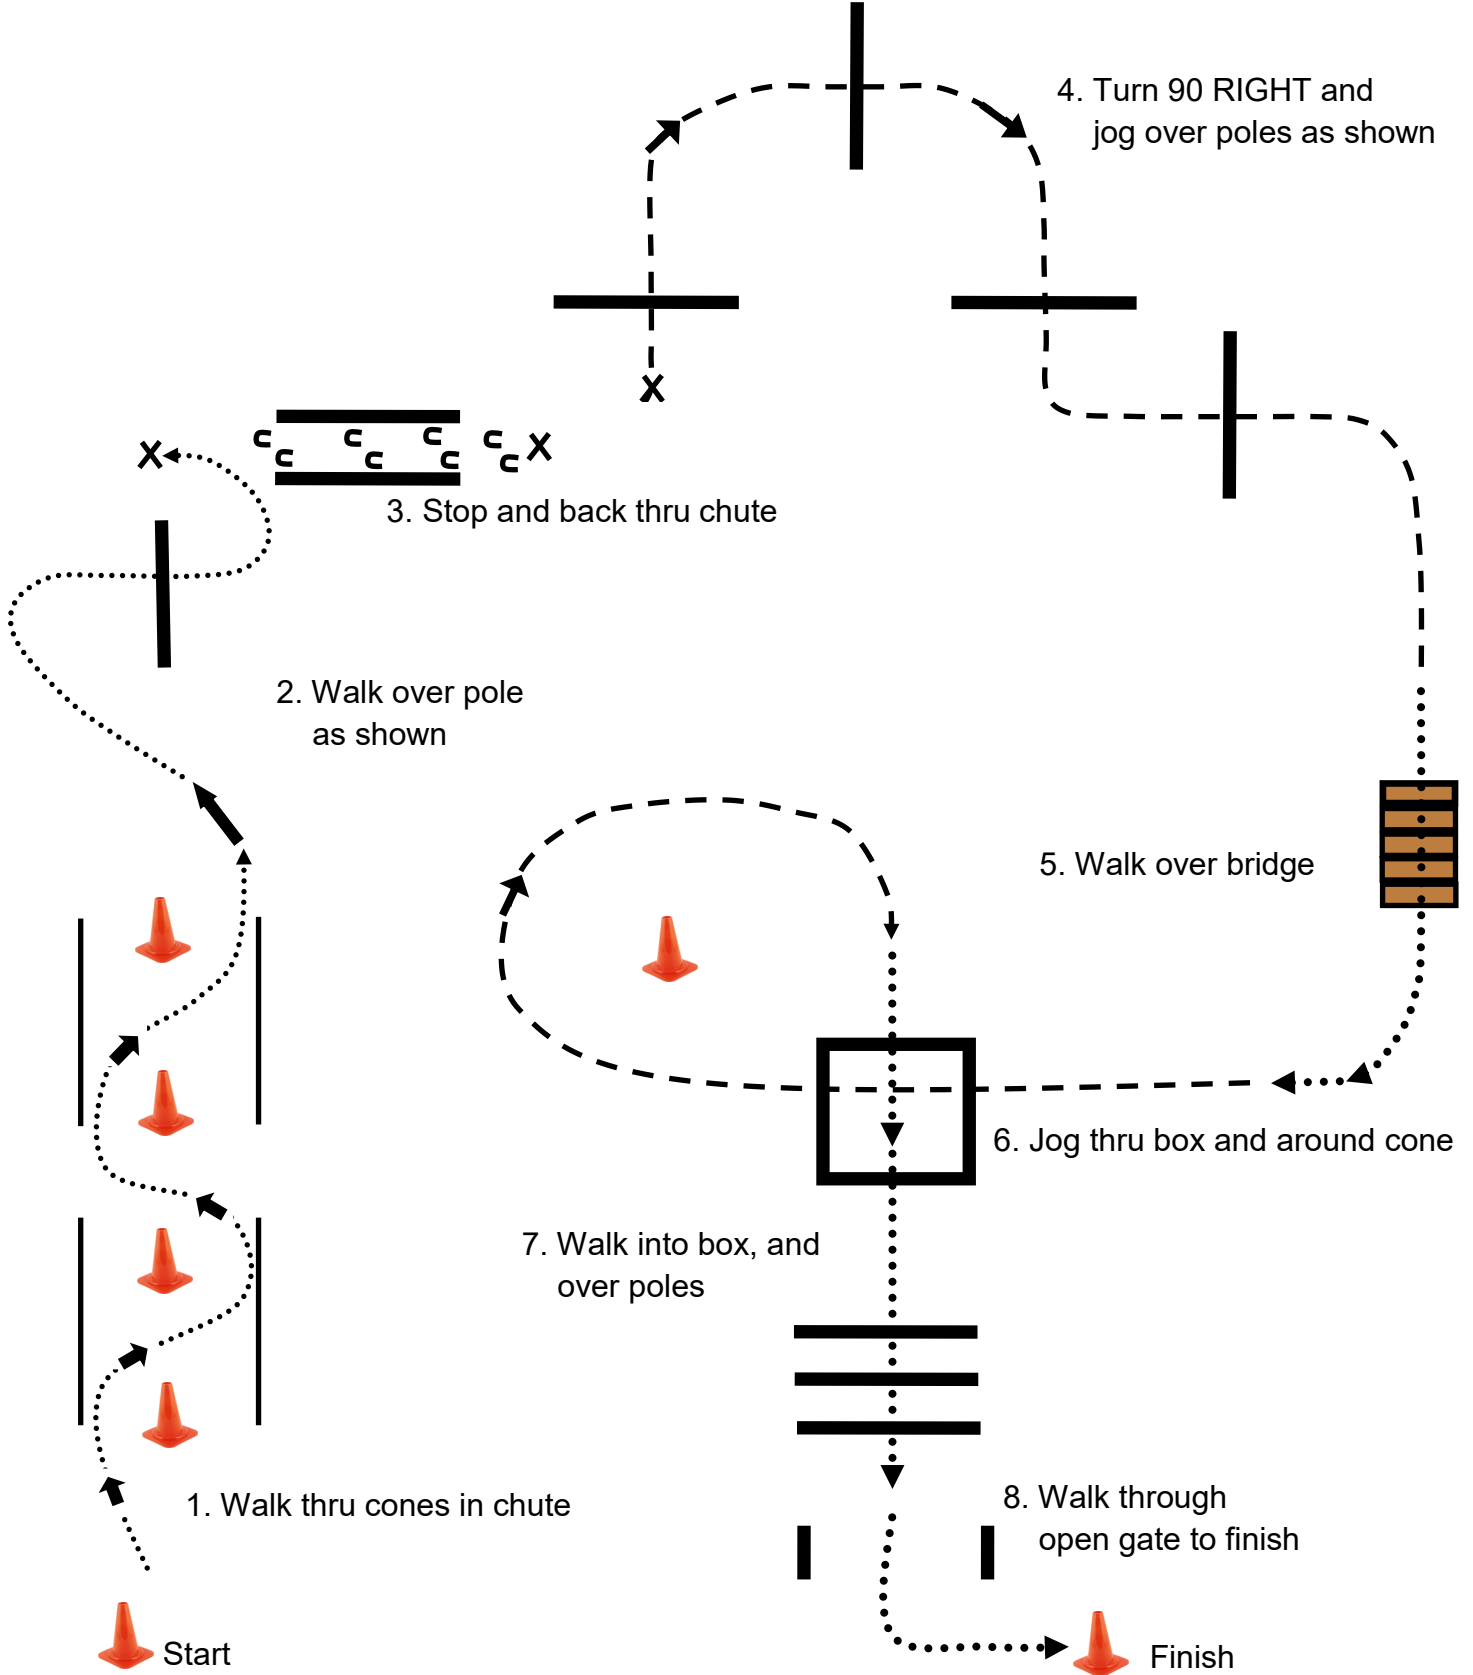 4. Turn 90 RIGHT and
jog over poles as shown
X
X
X
3. Stop and back thru chute
2. Walk over pole
as shown
5. Walk over bridge
6. Jog thru box and around cone
7. Walk into box, and
over poles
1. Walk thru cones in chute
8. Walk through
open gate to finish
Start
Finish